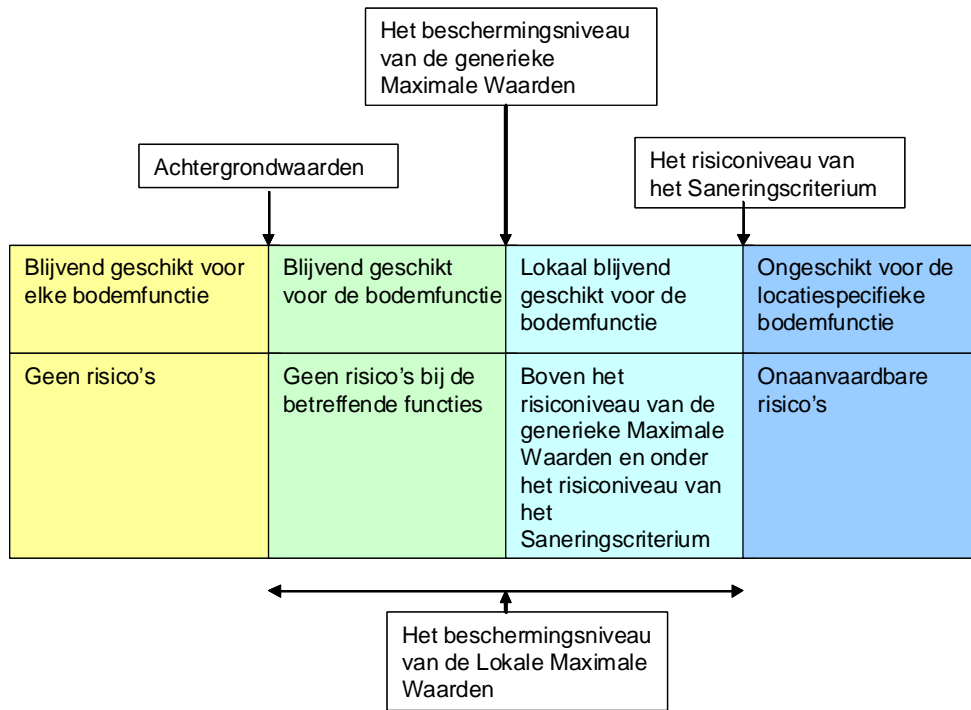 Het beschermingsniveau
van de generieke
Maximale Waarden
Achtergrondwaarden
Het risiconiveau van
het Saneringscriterium
Blijvend geschikt voor
elke bodemfunctie
Blijvend geschikt
voor de bodemfunctie
Lokaal blijvend
geschikt voor de
bodemfunctie
Ongeschikt voor de
locatiespecifieke
bodemfunctie
Geen risico's
Geen risico's bij de
betreffende functies
Boven het
risiconiveau van de
generieke Maximale
Waarden en onder
het risiconiveau van
het
Saneringscriterium
Onaanvaardbare
risico's
Het beschermingsniveau
van de Lokale Maximale
Waarden